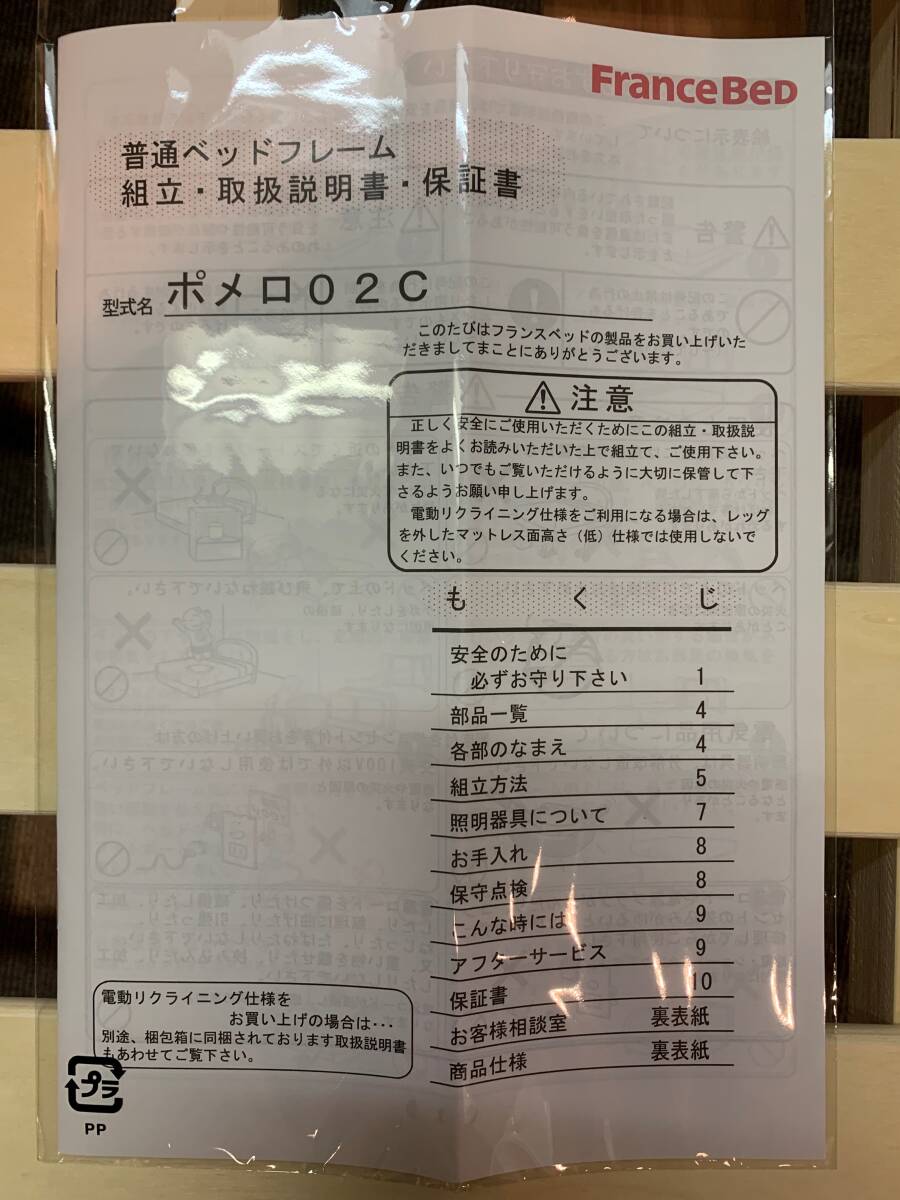 FranceBeD
普通ベッドフレーム
組立・取扱説明書・保証書
型式名 ポメロ02C
このたびはフランスベッドの製品をお買い上げいた
だきましてまことにありがとうございます。
注意
正しく安全にご使用いただくためにこの組立・取扱説
明書をよくお読みいただいた上で組立て、ご使用下さい。
また、いつでもご覧いただけるように大切に保管して下
さるようお願い申し上げます。
電動リクライニング仕様をご利用になる場合は、レッグ
を外したマットレス面高さ（低）仕様では使用しないで
ください。
もくじ
安全のために
必ずお守り下さい 1
部品一覧 4
各部のなまえ 4
組立方法 5
照明器具について 7
お手入れ 8
保守点検 8
こんな時には 9
アフターサービス 9
保証書 10
お客様相談室 裏表紙
商品仕様 裏表紙
電動リクライニング仕様を
お買い上げの場合は…
別途、梱包箱に同梱されております取扱説明書
もあわせてご覧下さい。
プラ
PP